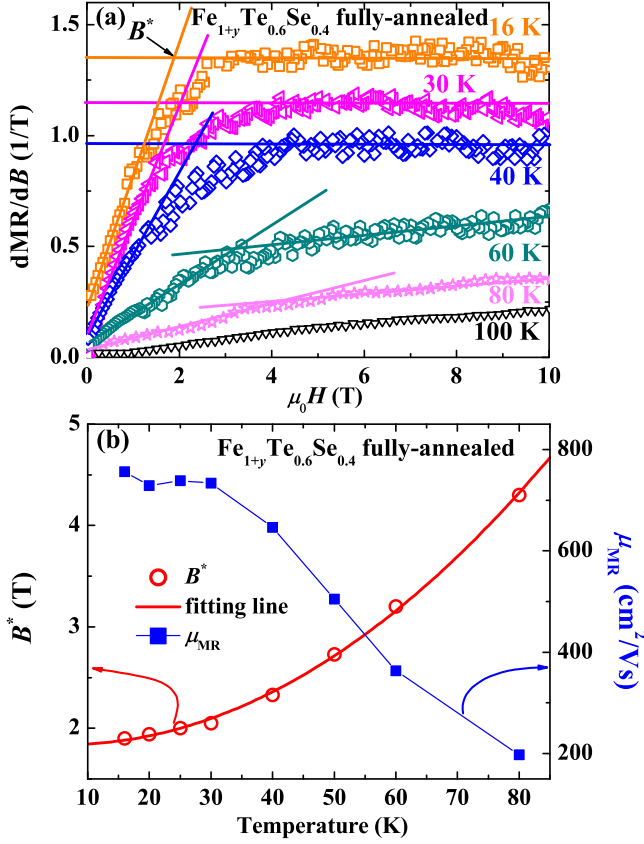 (a) Fe1+yTe0.6Se0.4 fully-annealed
B*
16 K
30 K
40 K
60 K
80 K
100 K
1.5
1.0
0.5
0.0
dMR/dB (1/T)
0 2 4 6 8 10
μ0H (T)
(b) Fe1+yTe0.6Se0.4 fully-annealed
5
4
3
2
B* (T)
B*
fitting line
μMR
800
600
400
200
μMR (cm2/Vs)
10 20 30 40 50 60 70 80
Temperature (K)